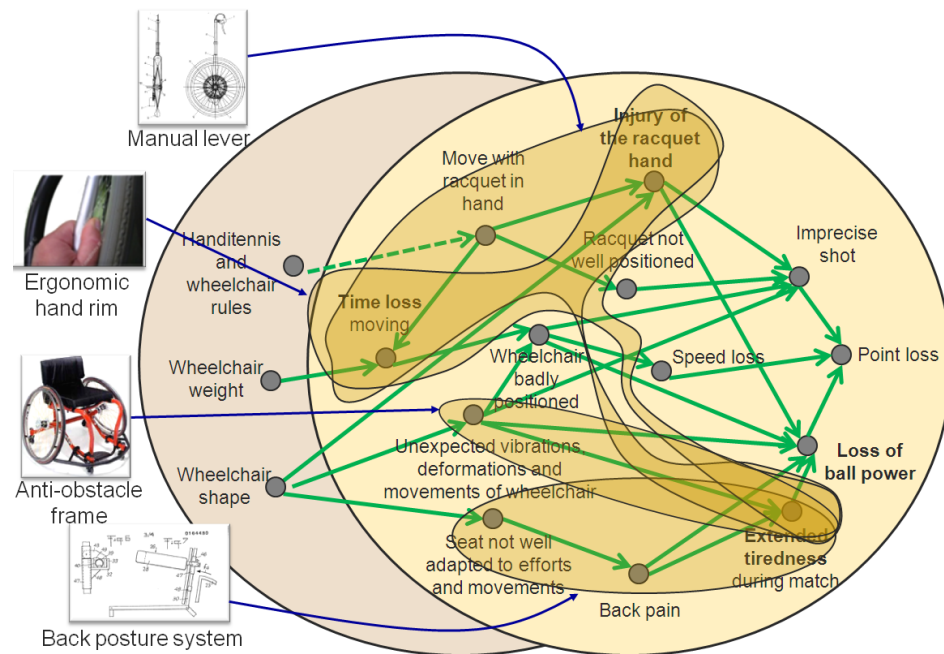 Manual lever
Ergonomic
hand rim
Anti-obstacle
frame
Back posture system
Injury of
the racquet
hand
Move with
racquet in
hand
Handitennis
and
wheelchair
rules
Racquet not
well positioned
Imprecise
shot
Time loss
moving
Wheelchair
weight
Wheelchair
badly
positioned
Speed loss
Point loss
Unexpected vibrations,
deformations and
movements of wheelchair
Loss of
ball power
Wheelchair
shape
Seat not well
adapted to efforts
and movements
Extended
tiredness
during match
Back pain